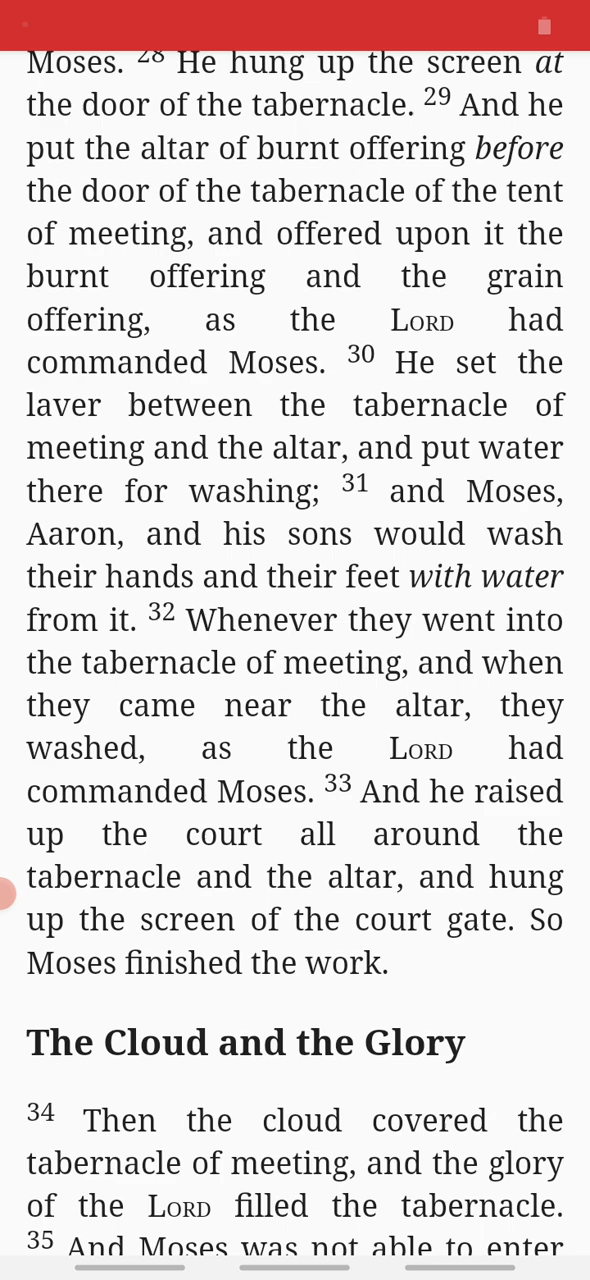 Moses. 28 He hung up the screen at
the door of the tabernacle. 29 And he
put the altar of burnt offering before
the door of the tabernacle of the tent
of meeting, and offered upon it the
burnt offering and the grain
offering, as the LORD had
commanded Moses. 30 He set the
laver between the tabernacle of
meeting and the altar, and put water
there for washing; 31 and Moses,
Aaron, and his sons would wash
their hands and their feet with water
from it. 32 Whenever they went into
the tabernacle of meeting, and when
they came near the altar, they
washed, as the LORD had
commanded Moses. 33 And he raised
up the court all around the
tabernacle and the altar, and hung
up the screen of the court gate. So
Moses finished the work.
The Cloud and the Glory
34 Then the cloud covered the
tabernacle of meeting, and the glory
of the LORD filled the tabernacle.
35 And Moses was not able to enter